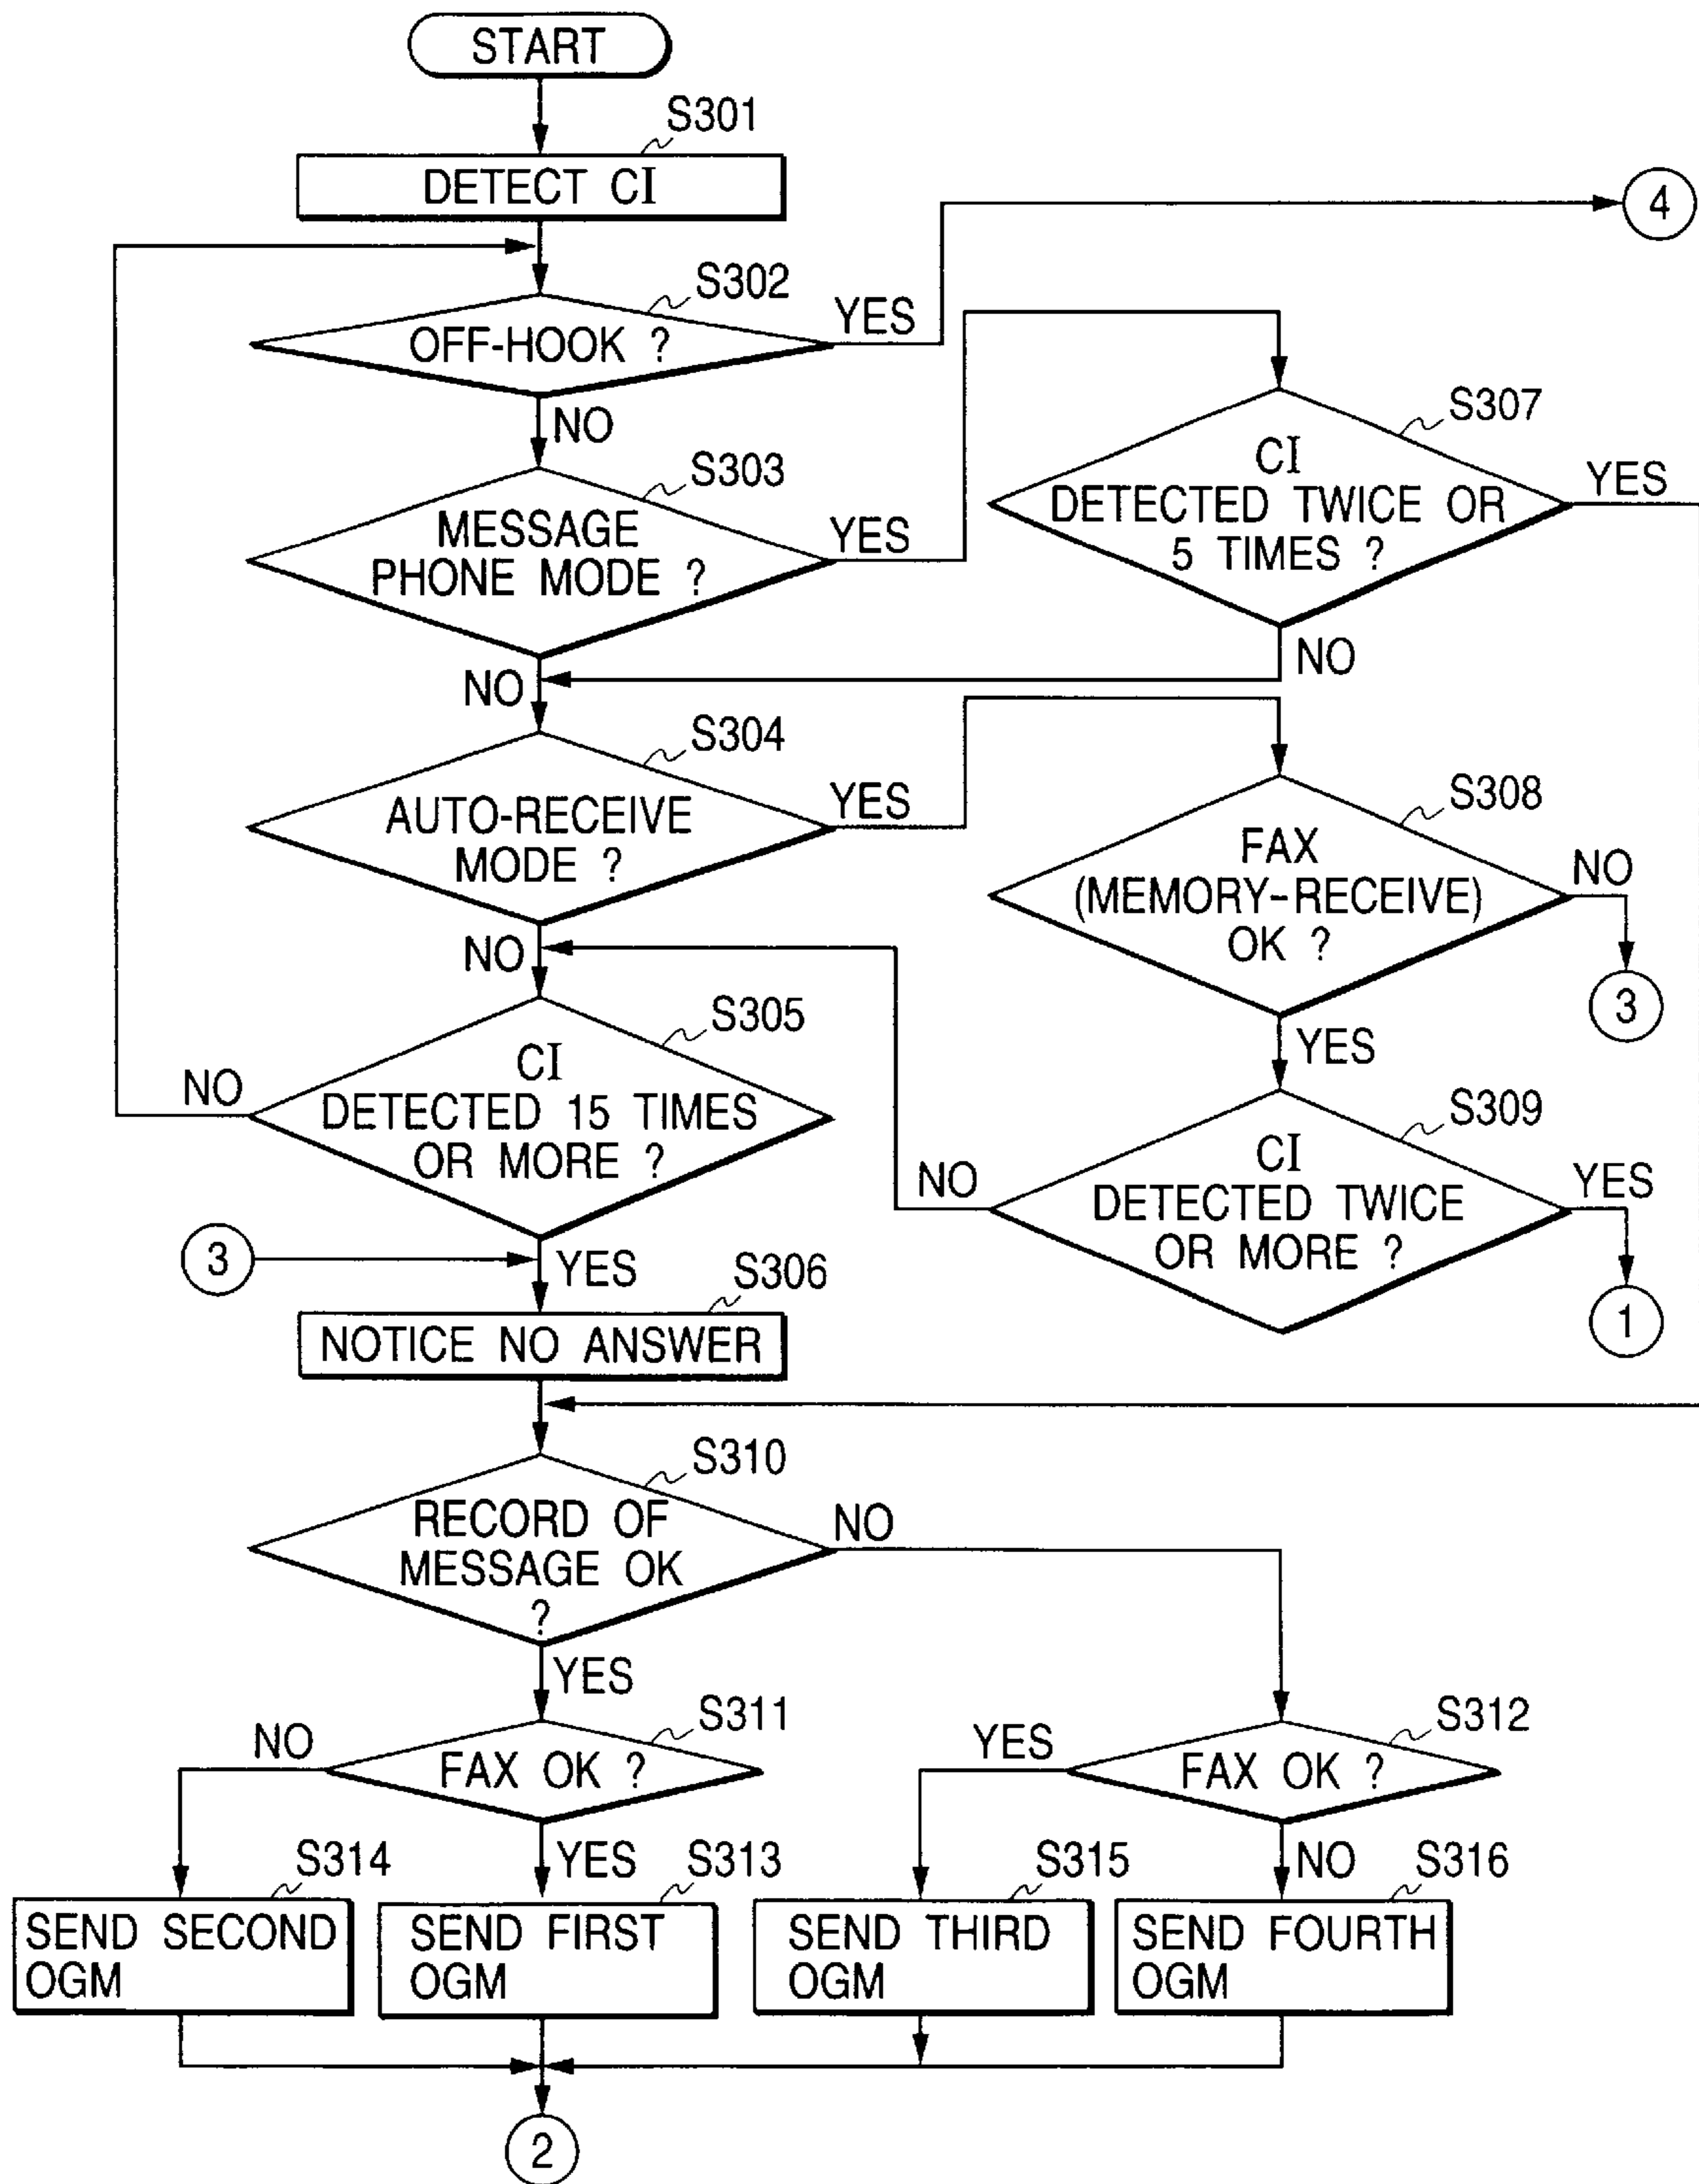 START
S301
DETECT CI
4
S302
OFF-HOOK ?
YES
NO
S303
MESSAGE
PHONE MODE ?
YES
NO
S307
CI
DETECTED TWICE OR
5 TIMES ?
YES
NO
S304
AUTO-RECEIVE
MODE ?
YES
NO
S308
FAX
(MEMORY-RECEIVE)
OK ?
NO
3
YES
S305
CI
DETECTED 15 TIMES
OR MORE ?
NO
YES
S309
CI
DETECTED TWICE
OR MORE ?
NO
YES
1
3
S306
NOTICE NO ANSWER
S310
RECORD OF
MESSAGE OK
?
NO
YES
S311
FAX OK ?
NO
YES
S312
FAX OK ?
YES
NO
S314
SEND SECOND
OGM
S313
SEND FIRST
OGM
S315
SEND THIRD
OGM
S316
SEND FOURTH
OGM
2